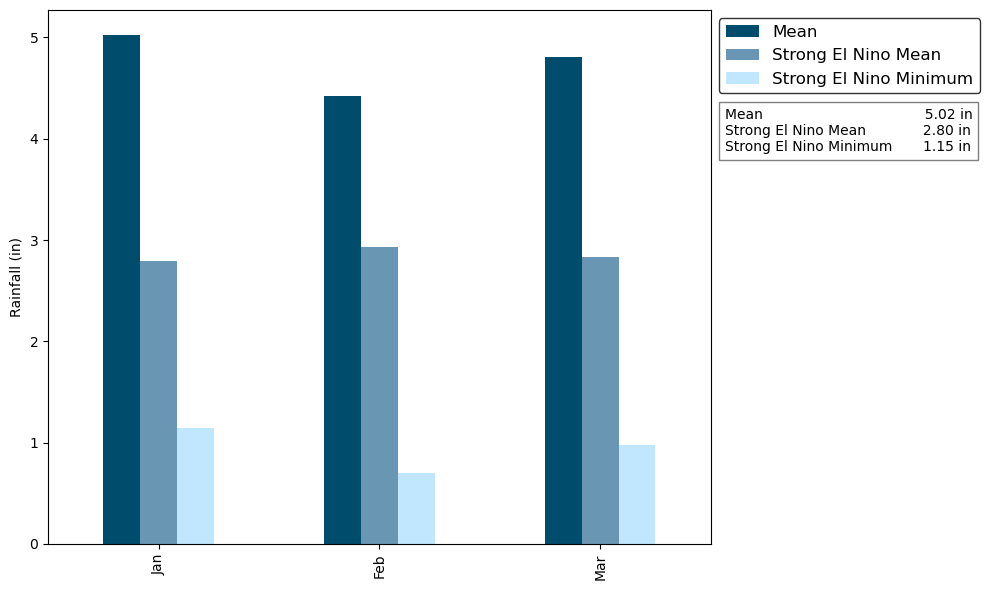 Mean
Strong El Nino Mean
Strong El Nino Minimum
Mean 5.02 in
Strong El Nino Mean 2.80 in
Strong El Nino Minimum 1.15 in
Rainfall (in)
5
4
3
2
1
0
Jan
Feb
Mar